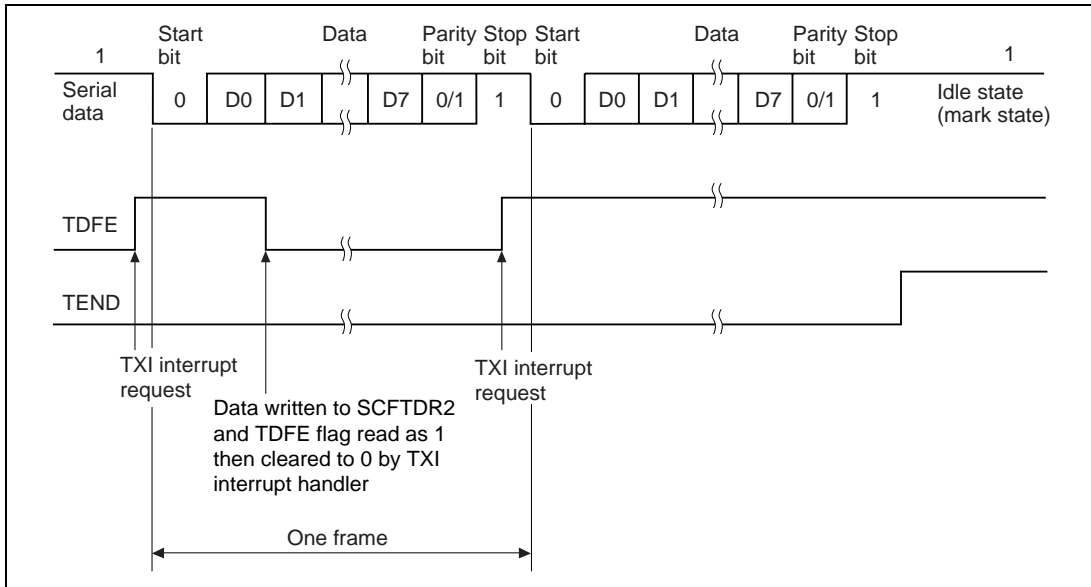 Start Data Parity Stop Start Data Parity Stop
1 bit bit bit bit bit bit 1
Serial data 0 D0 D1 D7 0/1 1 0 D0 D1 D7 0/1 1 Idle state (mark state)
TDFE
TEND
TXI interrupt request
TXI interrupt request
Data written to SCFTDR2
and TDFE flag read as 1
then cleared to 0 by TXI
interrupt handler
One frame